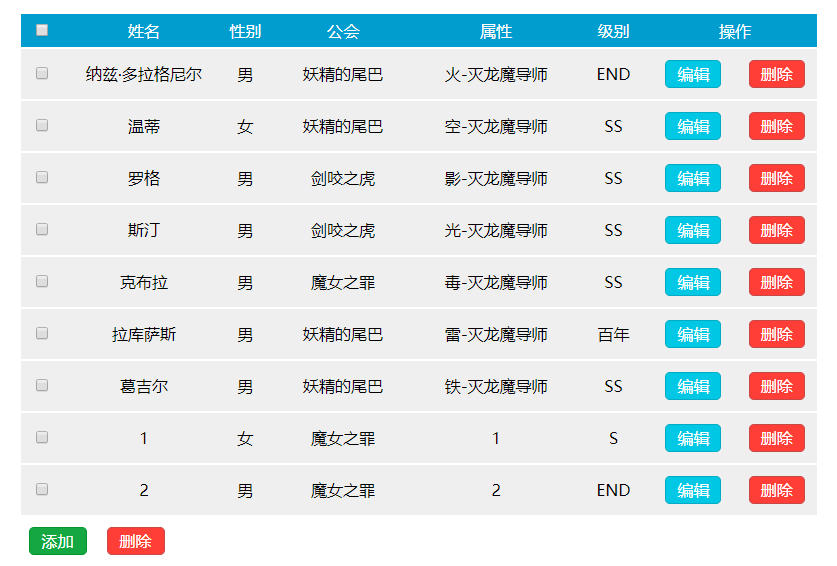 姓名 性别 公会 属性 级别 操作
纳兹·多拉格尼尔 男 妖精的尾巴 火-灭龙魔导师 END 编辑 删除
温蒂 女 妖精的尾巴 空-灭龙魔导师 SS 编辑 删除
罗格 男 剑咬之虎 影-灭龙魔导师 SS 编辑 删除
斯汀 男 剑咬之虎 光-灭龙魔导师 SS 编辑 删除
克布拉 男 魔女之罪 毒-灭龙魔导师 SS 编辑 删除
拉库萨斯 男 妖精的尾巴 雷-灭龙魔导师 百年 编辑 删除
葛吉尔 男 妖精的尾巴 铁-灭龙魔导师 SS 编辑 删除
1 女 魔女之罪 1 S 编辑 删除
2 男 魔女之罪 2 END 编辑 删除
添加 删除